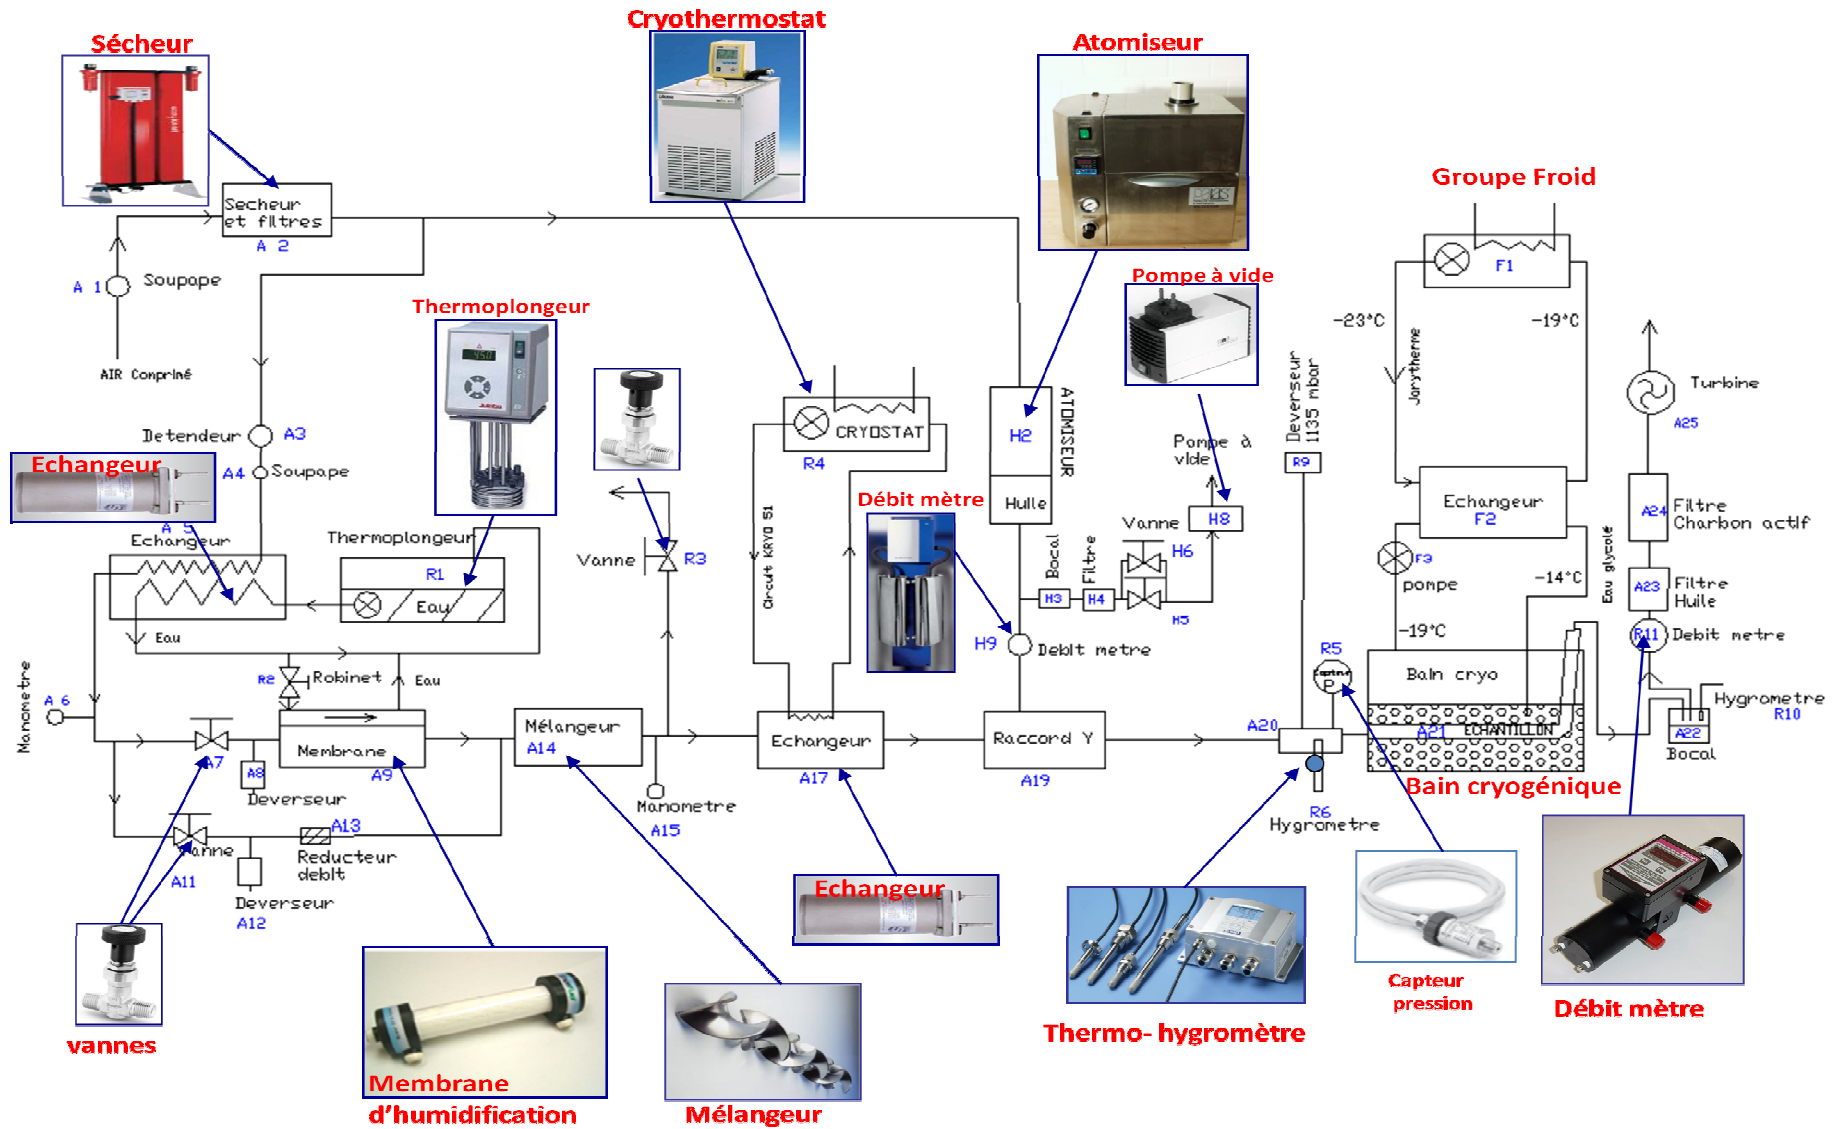 Cryothermostat
Sécheur
Atomiseur
Groupe Froid
Secheur
et filtres
A 2
A 1
Soupape
AIR Comprimé
Thermoplongeur
Pompe à vide
F1
-23°C
-19°C
Jarytherme
Deverseur
1135 mbar
Turbine
A25
Detendeur
A3
A4
Soupape
Echangeur
A 5
Echangeur
Thermoplongeur
R1
Eau
Eau
CRYOSTAT
R4
Circuit KRYO 51
H2
ATOMISEUR
Huile
Pompe à
vide
R9
Débit mètre
Vanne
H8
H6
Bocal
Filtre
H3
H4
H5
Vanne
R3
H9
Debit metre
Echangeur
F2
F3
pompe
-14°C
-19°C
Eau glycolé
A24
Filtre
Charbon actif
A23
Filtre
Huile
R11
Debit metre
R2
Robinet
Eau
A 6
Manometre
R5
Capteur
P
Bain cryo
Hygrometre
R10
A22
Bocal
A7
A8
Deverseur
Membrane
A9
Mélangeur
A14
Echangeur
A17
Raccord Y
A19
A20
A21
ECHANTILLON
Bain cryogénique
Manometre
A15
R6
Hygrometre
Vanne
A11
A13
Reducteur
debit
Deverseur
A12
Echangeur
vannes
Membrane
d'humidification
Mélangeur
Thermo- hygromètre
Capteur
pression
Débit mètre